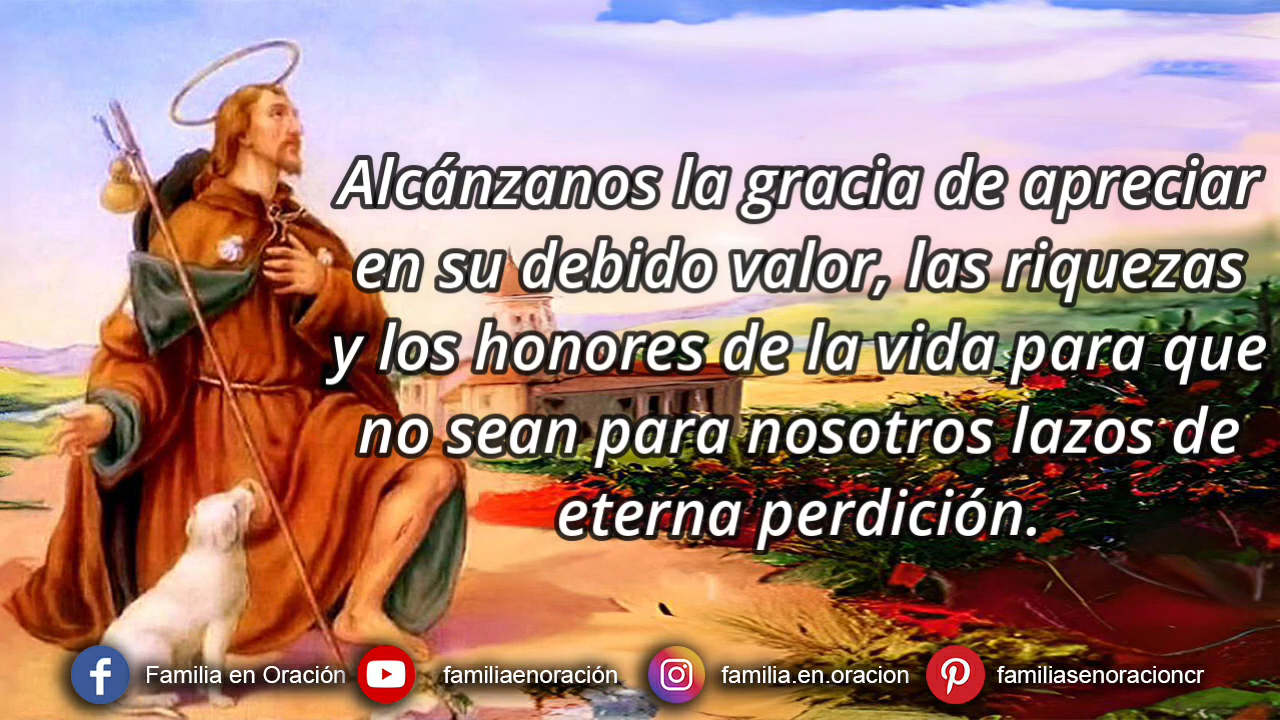 Alcánzanos la gracia de apreciar
en su debido valor, las riquezas
y los honores de la vida para que
no sean para nosotros lazos de
eterna perdición.
Familia en Oración familiaenoración familia.en.oracion familiasenoracioncr